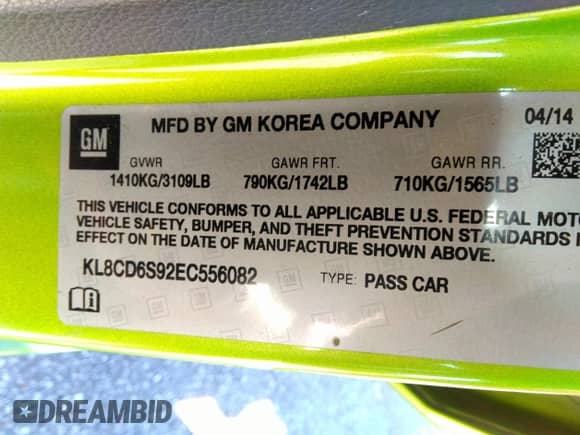 GM
MFD BY GM KOREA COMPANY
04/14
GVWR GAWR FRT. GAWR RR.
1410KG/3109LB 790KG/1742LB 710KG/1565LB
THIS VEHICLE CONFORMS TO ALL APPLICABLE U.S. FEDERAL MOT
VEHICLE SAFETY, BUMPER, AND THEFT PREVENTION STANDARDS
EFFECT ON THE DATE OF MANUFACTURE SHOWN ABOVE.
KL8CD6S92EC556082 TYPE: PASS CAR
DREAMBID